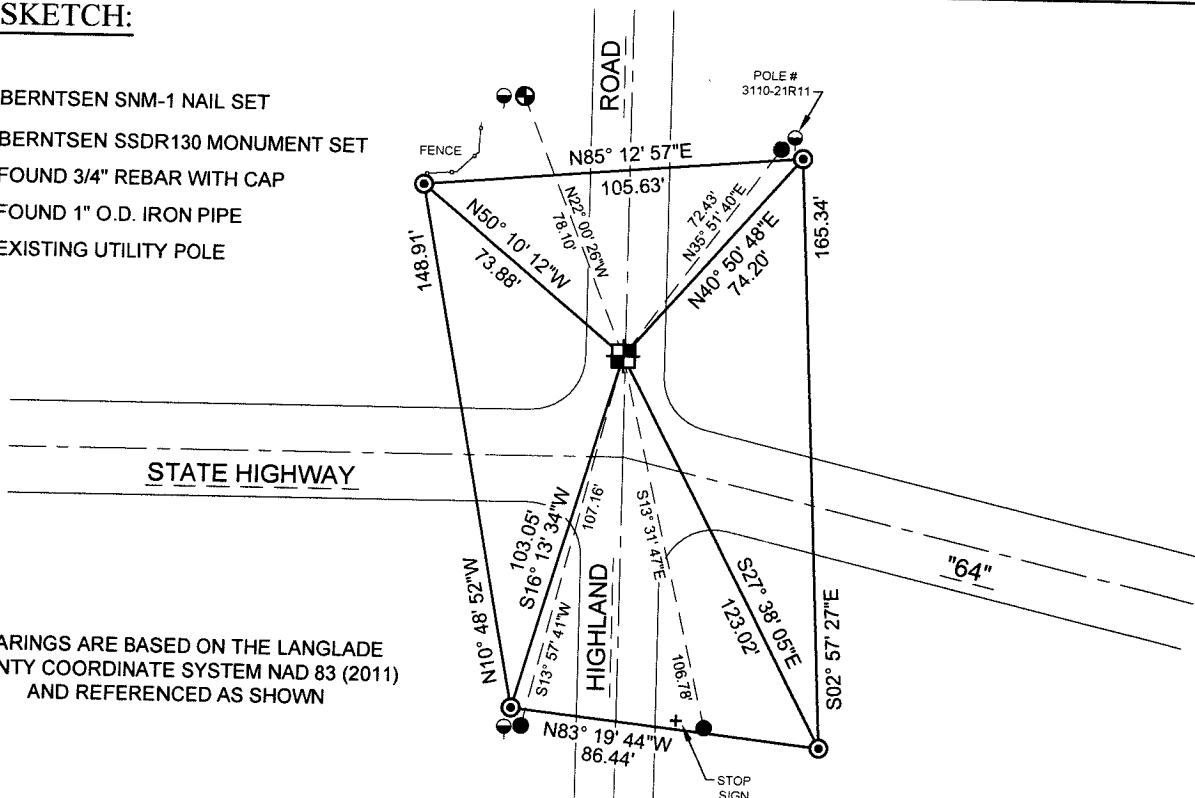 SKETCH:
BERNTSEN SNM-1 NAIL SET
BERNTSEN SSDR130 MONUMENT SET
FOUND 3/4" REBAR WITH CAP
FOUND 1" O.D. IRON PIPE
EXISTING UTILITY POLE
ROAD
POLE #
3110-21R11
FENCE
N85° 12' 57"E
105.63'
N22° 00' 26"W
78.10'
72.43'
N35° 51' 40"E
N50° 10' 12"W
73.88'
N40° 50' 48"E
74.20'
148.91'
165.34'
STATE HIGHWAY
"64"
103.05'
S16° 13' 34"W
107.16'
S13° 57' 41"W
S13° 31' 47"E
106.78'
S27° 38' 05"E
123.02'
N10° 48' 52"W
S02° 57' 27"E
HIGHLAND
ARINGS ARE BASED ON THE LANGLADE
NTY COORDINATE SYSTEM NAD 83 (2011)
AND REFERENCED AS SHOWN
N83° 19' 44"W
86.44'
STOP
SIGN